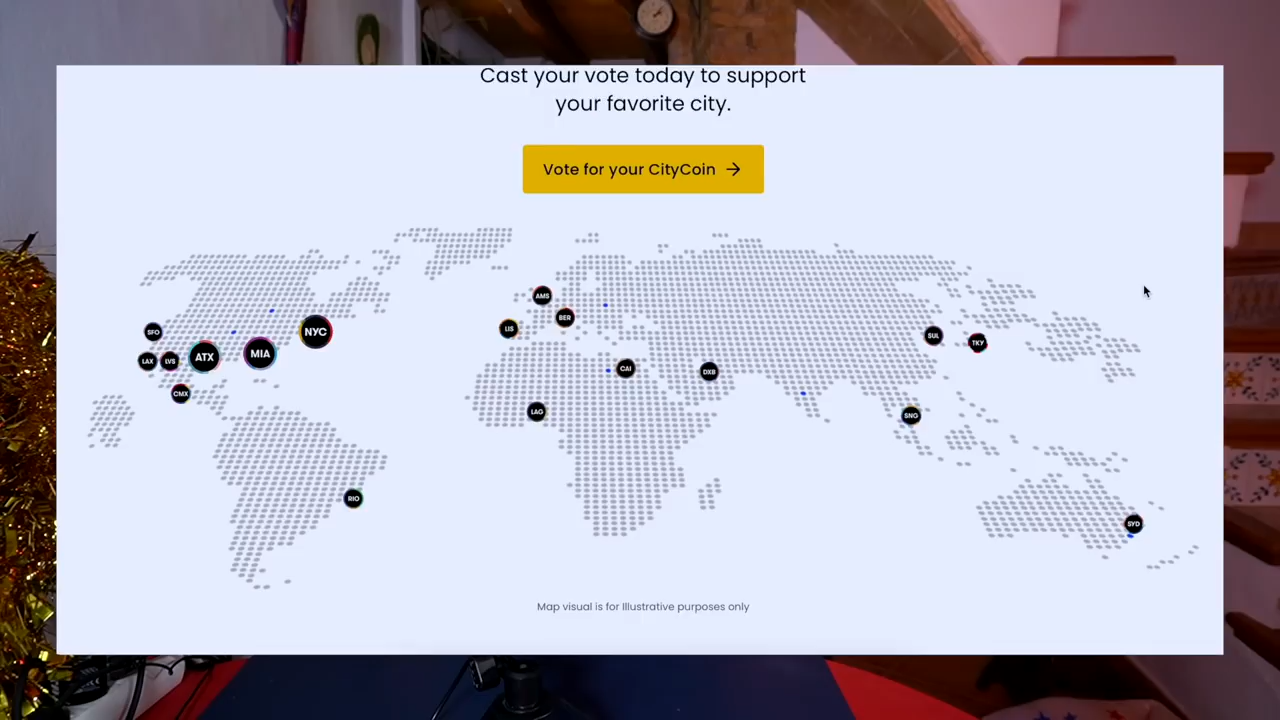 Cast your vote today to support
your favorite city.
Vote for your CityCoin →
AMS
BER
LIS
SFO
NYC
MIA
ATX
LAX
LVS
CMX
SUL
TKY
CAI
DXB
LAG
SNG
RIO
SYD
Map visual is for Illustrative purposes only